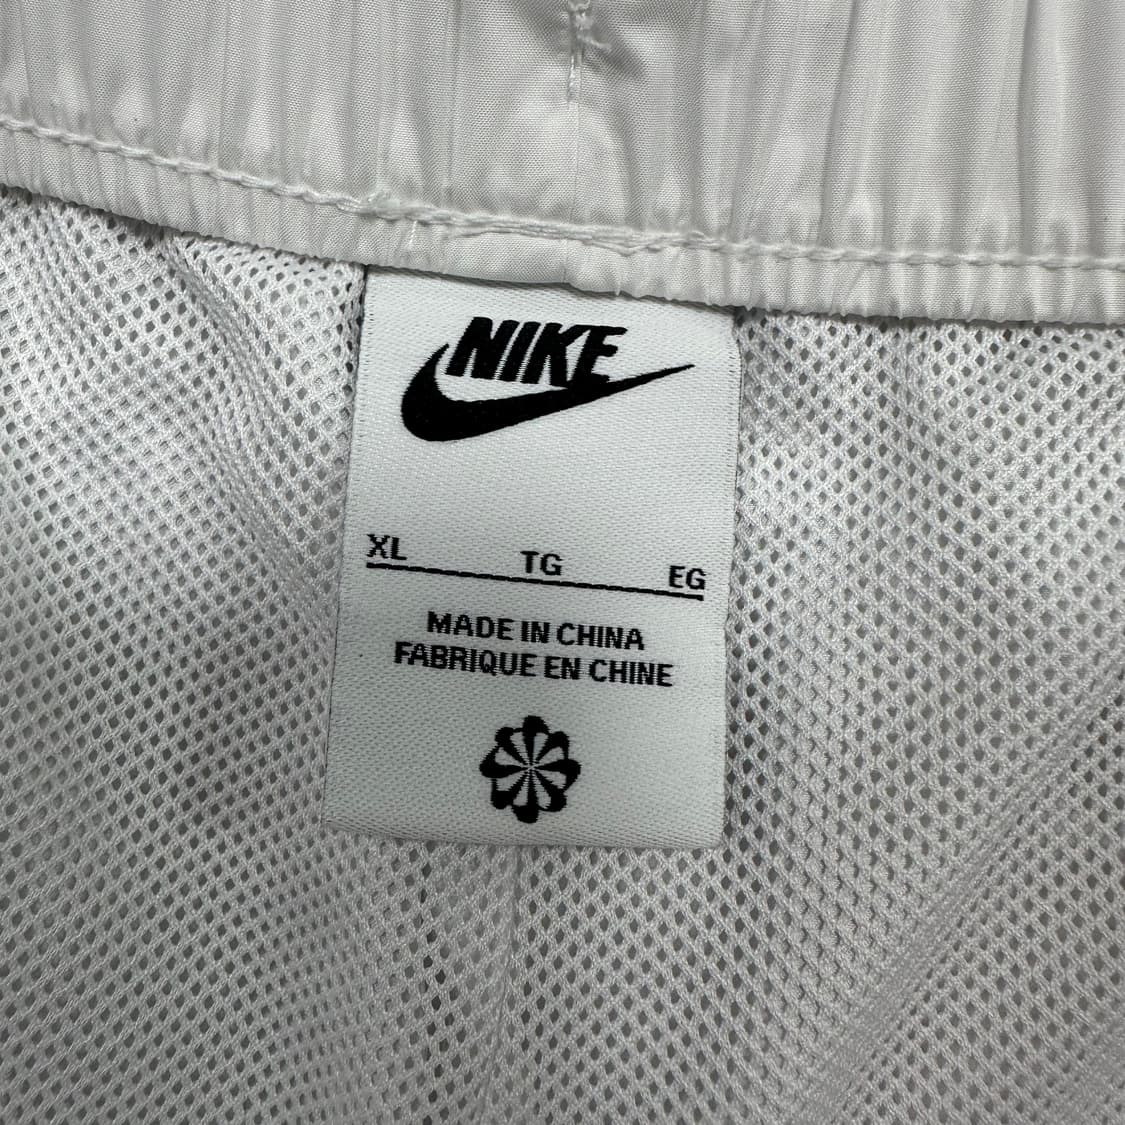 NIKE
XL TG EG
MADE IN CHINA
FABRIQUE EN CHINE